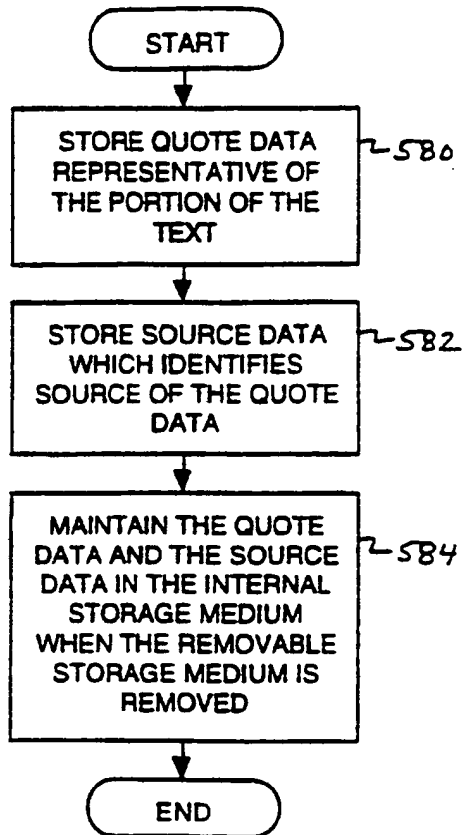 START
STORE QUOTE DATA
REPRESENTATIVE OF
THE PORTION OF THE
TEXT
580
STORE SOURCE DATA
WHICH IDENTIFIES
SOURCE OF THE QUOTE
DATA
582
MAINTAIN THE QUOTE
DATA AND THE SOURCE
DATA IN THE INTERNAL
STORAGE MEDIUM
WHEN THE REMOVABLE
STORAGE MEDIUM IS
REMOVED
584
END